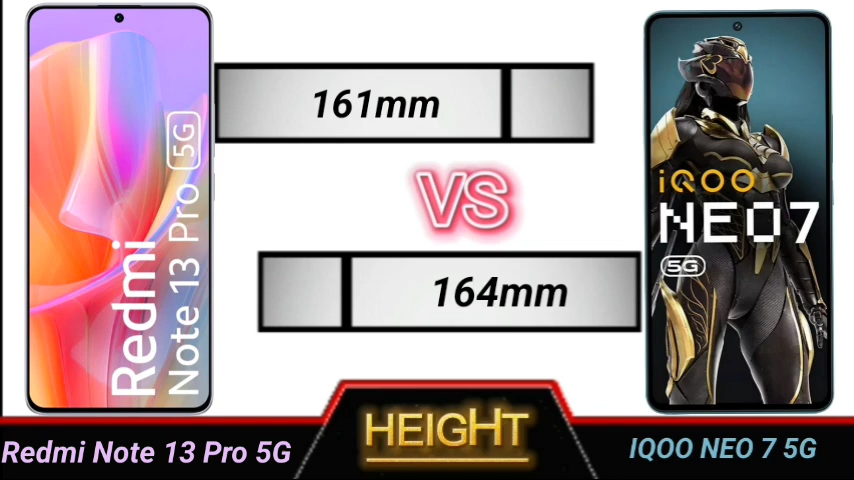 Redmi
Note 13 Pro 5G
161mm
VS
164mm
iQOO
NEO7
5G
HEIGHT
Redmi Note 13 Pro 5G
IQOO NEO 7 5G